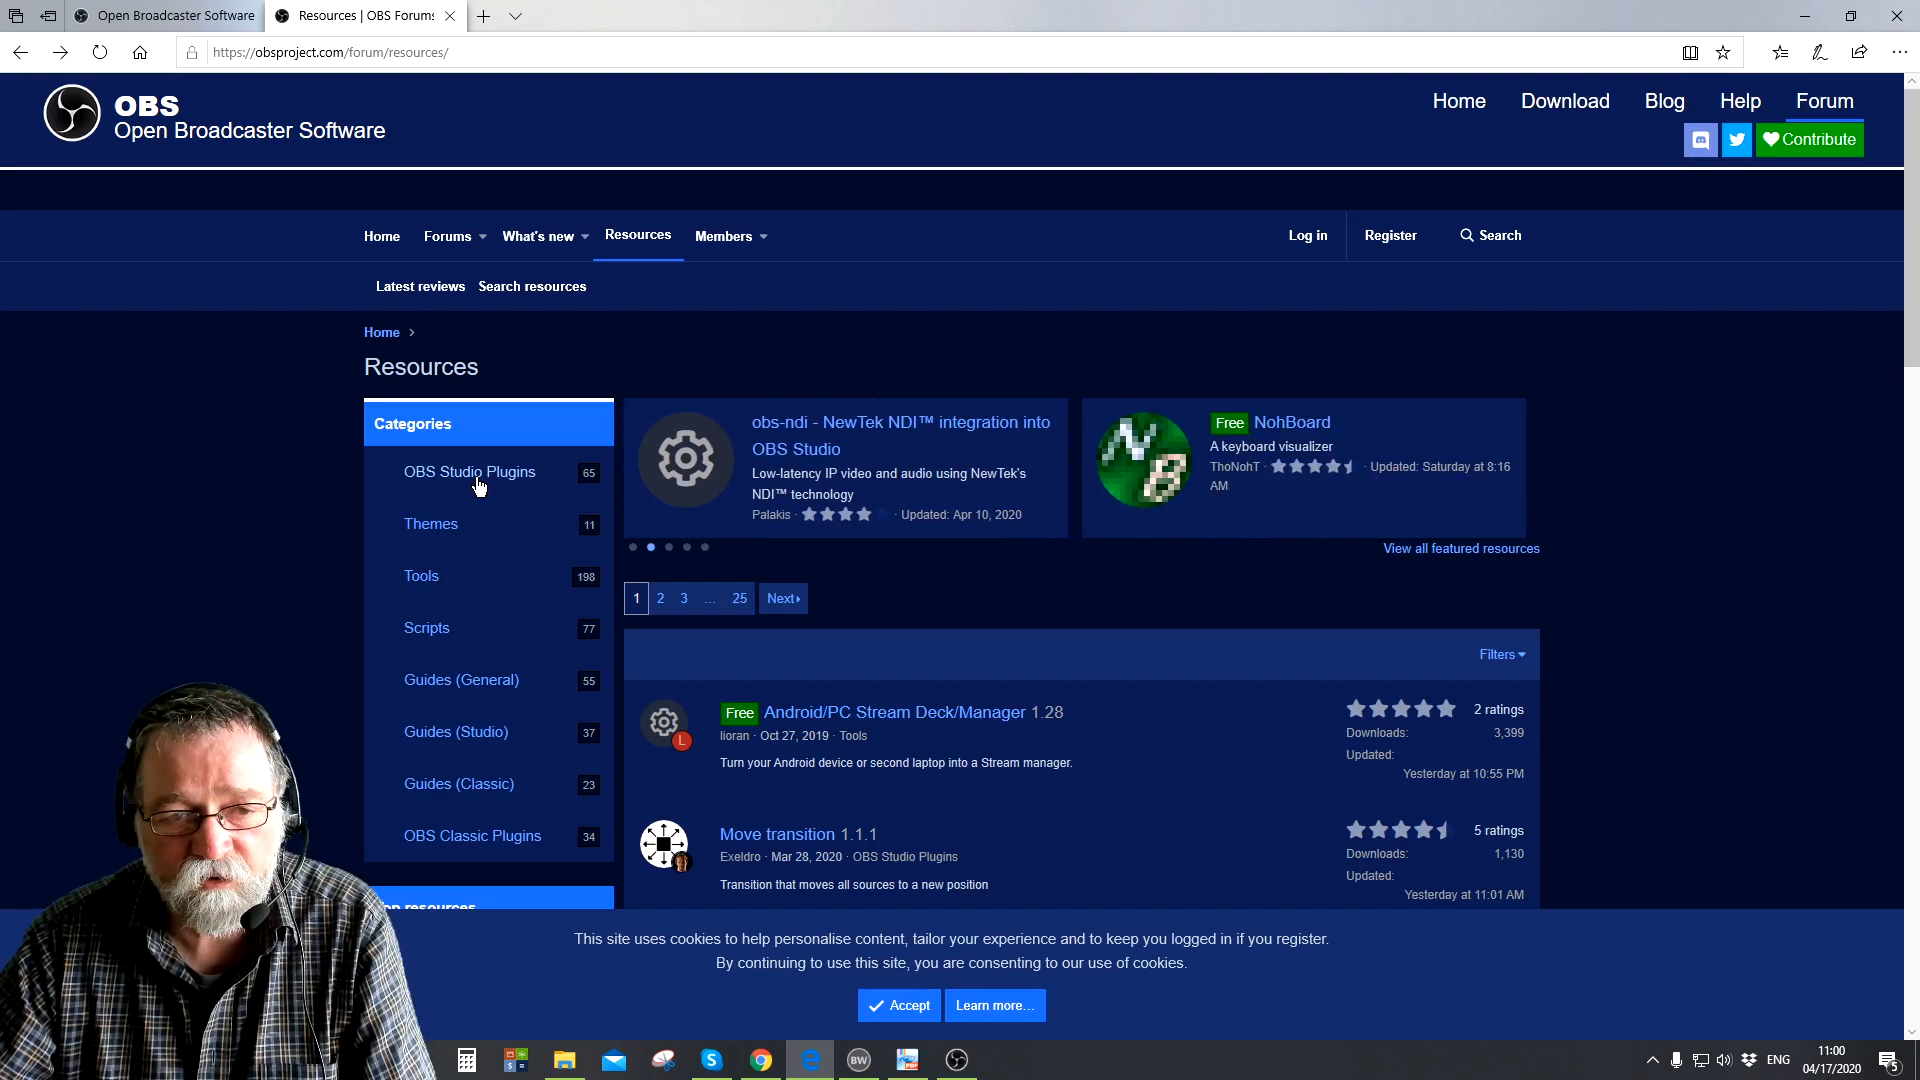 Open Broadcaster Software
Resources | OBS Forums
https://obsproject.com/forum/resources/
OBS
Open Broadcaster Software
Home Download Blog Help Forum
Contribute
Home Forums What's new Resources Members
Log in Register Search
Latest reviews Search resources
Home
Resources
Categories
OBS Studio Plugins 65
Themes 11
Tools 198
Scripts 77
Guides (General) 55
Guides (Studio) 37
Guides (Classic) 23
OBS Classic Plugins 34
resources
obs-ndi - NewTek NDI™ integration into
OBS Studio
Low-latency IP video and audio using NewTek's
NDI™ technology
Palakis · Updated: Apr 10, 2020
Free NohBoard
A keyboard visualizer
ThoNohT · Updated: Saturday at 8:16
AM
View all featured resources
1 2 3 ... 25 Next
Filters
Free Android/PC Stream Deck/Manager 1.28
lioran · Oct 27, 2019 · Tools
Turn your Android device or second laptop into a Stream manager.
2 ratings
Downloads: 3,399
Updated:
Yesterday at 10:55 PM
L
Move transition 1.1.1
Exeldro · Mar 28, 2020 · OBS Studio Plugins
Transition that moves all sources to a new position
5 ratings
Downloads: 1,130
Updated:
Yesterday at 11:01 AM
This site uses cookies to help personalise content, tailor your experience and to keep you logged in if you register.
By continuing to use this site, you are consenting to our use of cookies.
Accept Learn more…
BW
PDF
ENG
11:00
04/17/2020
5